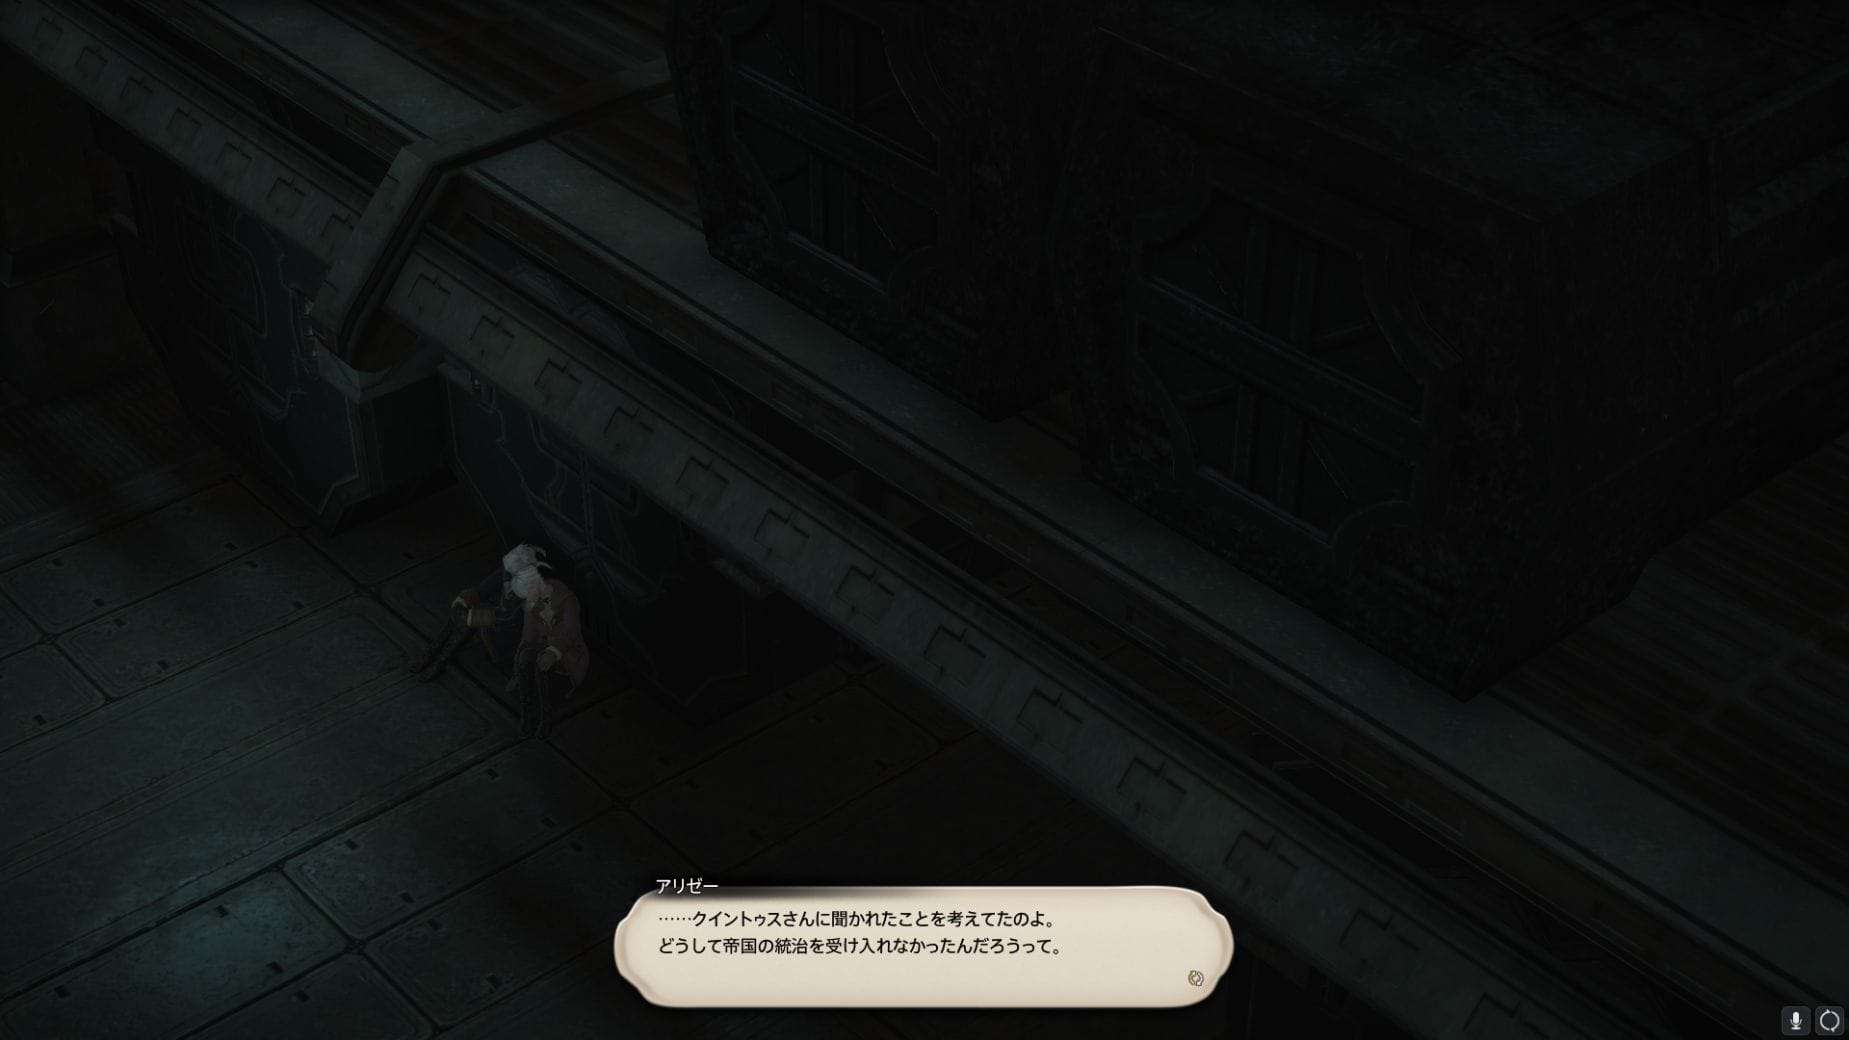 アリゼー
……クイントゥスさんに聞かれたことを考えてたのよ。
どうして帝国の統治を受け入れなかったんだろうって。